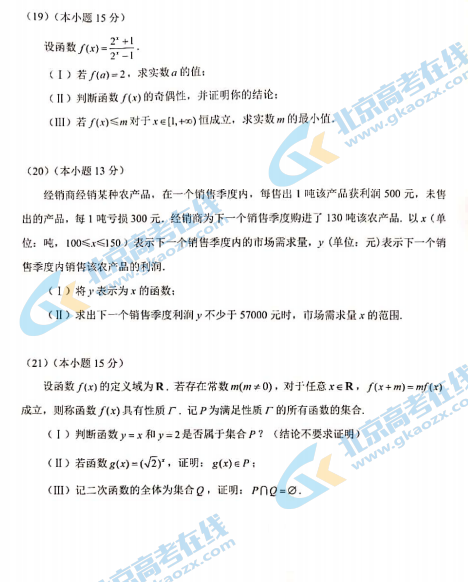 （19）（本小题 15 分）
设函数 f(x) = (2^x + 1)/(2^x − 1).
（Ⅰ）若 f(a) = 2，求实数 a 的值；
（Ⅱ）判断函数 f(x) 的奇偶性，并证明你的结论；
（Ⅲ）若 f(x) ≤ m 对于 x∈[1,+∞) 恒成立，求实数 m 的最小值.
（20）（本小题 13 分）
经销商经销某种农产品，在一个销售季度内，每售出 1 吨该产品获利润 500 元，未售
出的产品，每 1 吨亏损 300 元. 经销商为下一个销售季度购进了 130 吨该农产品. 以 x（单
位：吨，100≤x≤150）表示下一个销售季度内的市场需求量，y（单位：元）表示下一个销
售季度内销售该农产品的利润.
（Ⅰ）将 y 表示为 x 的函数；
（Ⅱ）求出下一个销售季度利润 y 不少于 57000 元时，市场需求量 x 的范围.
（21）（本小题 15 分）
设函数 f(x) 的定义域为 R. 若存在常数 m(m≠0)，对于任意 x∈R，f(x+m) = mf(x)
成立，则称函数 f(x) 具有性质 Γ. 记 P 为满足性质 Γ 的所有函数的集合.
（Ⅰ）判断函数 y = x 和 y = 2 是否属于集合 P？（结论不要求证明）
（Ⅱ）若函数 g(x) = (√2)^x，证明：g(x)∈P；
（Ⅲ）记二次函数的全体为集合 Q，证明：P∩Q = ∅.
北京高考在线
www.gkaozx.com
北京高考在线
北京高考在线
www.gkaozx.com
北京高考在线
www.gkaozx.com